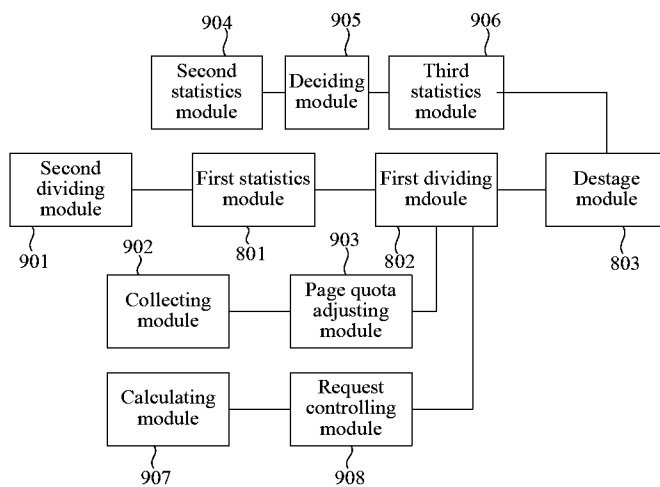 904
905
906
Second
statistics
module
Deciding
module
Third
statistics
module
Second
dividing
module
First statistics
module
First dividing
mdoule
Destage
module
901
902
801
903
802
803
Collecting
module
Page quota
adjusting
module
Calculating
module
Request
controlling
module
907
908